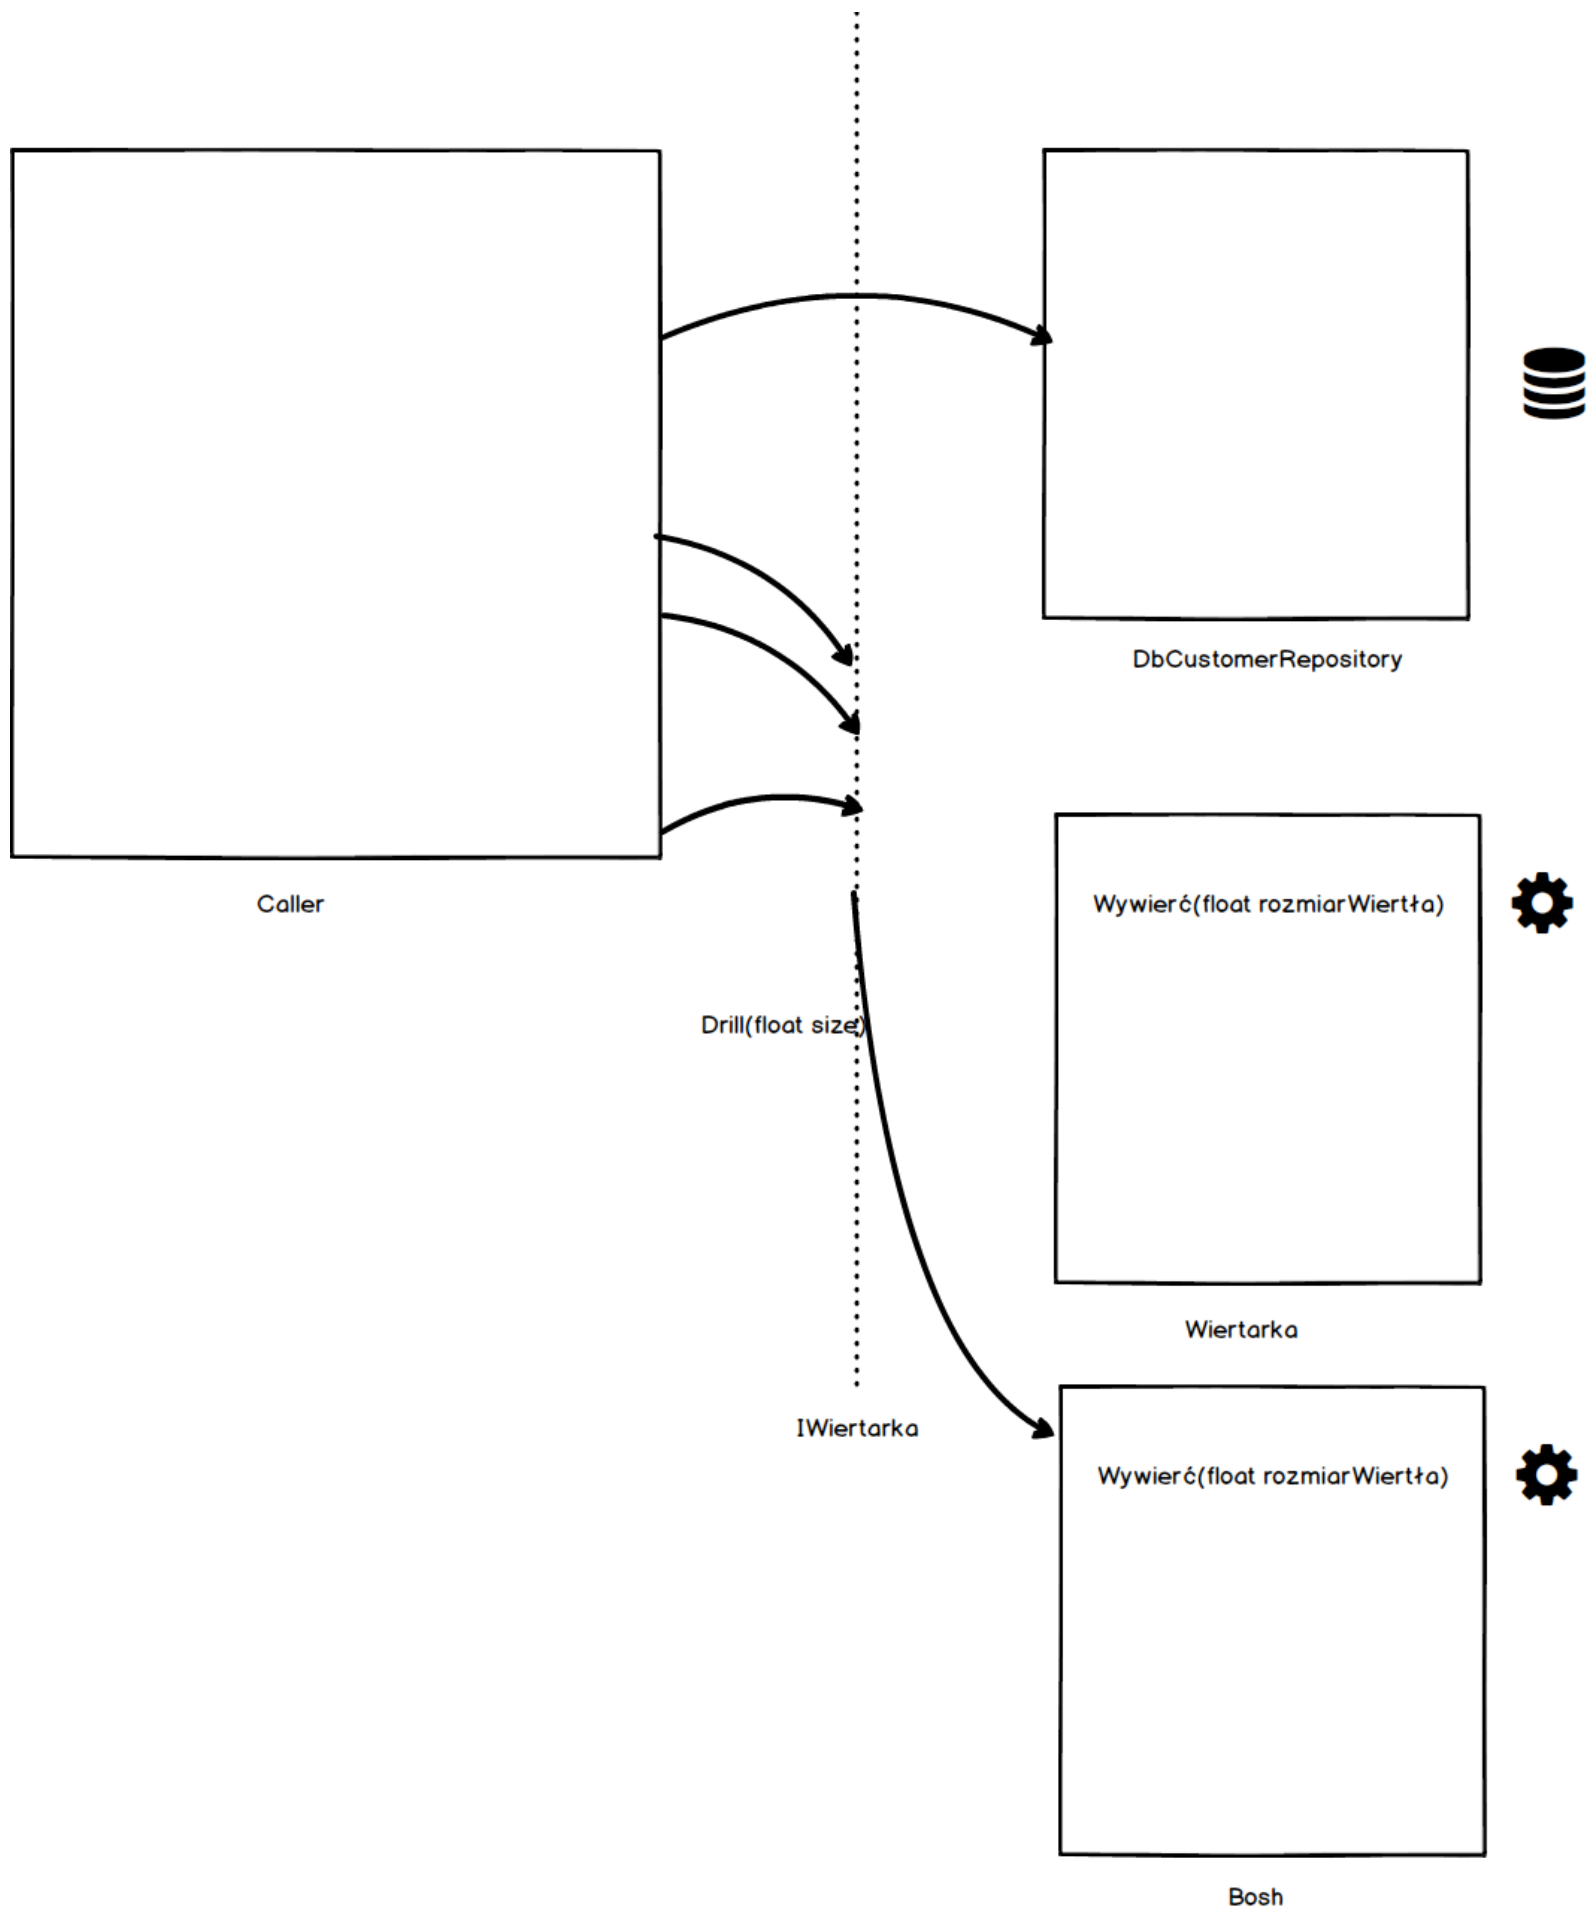 DbCustomerRepository
Caller
Wywierć(float rozmiarWiertła)
Drill(float size)
Wiertarka
IWiertarka
Wywierć(float rozmiarWiertła)
Bosh